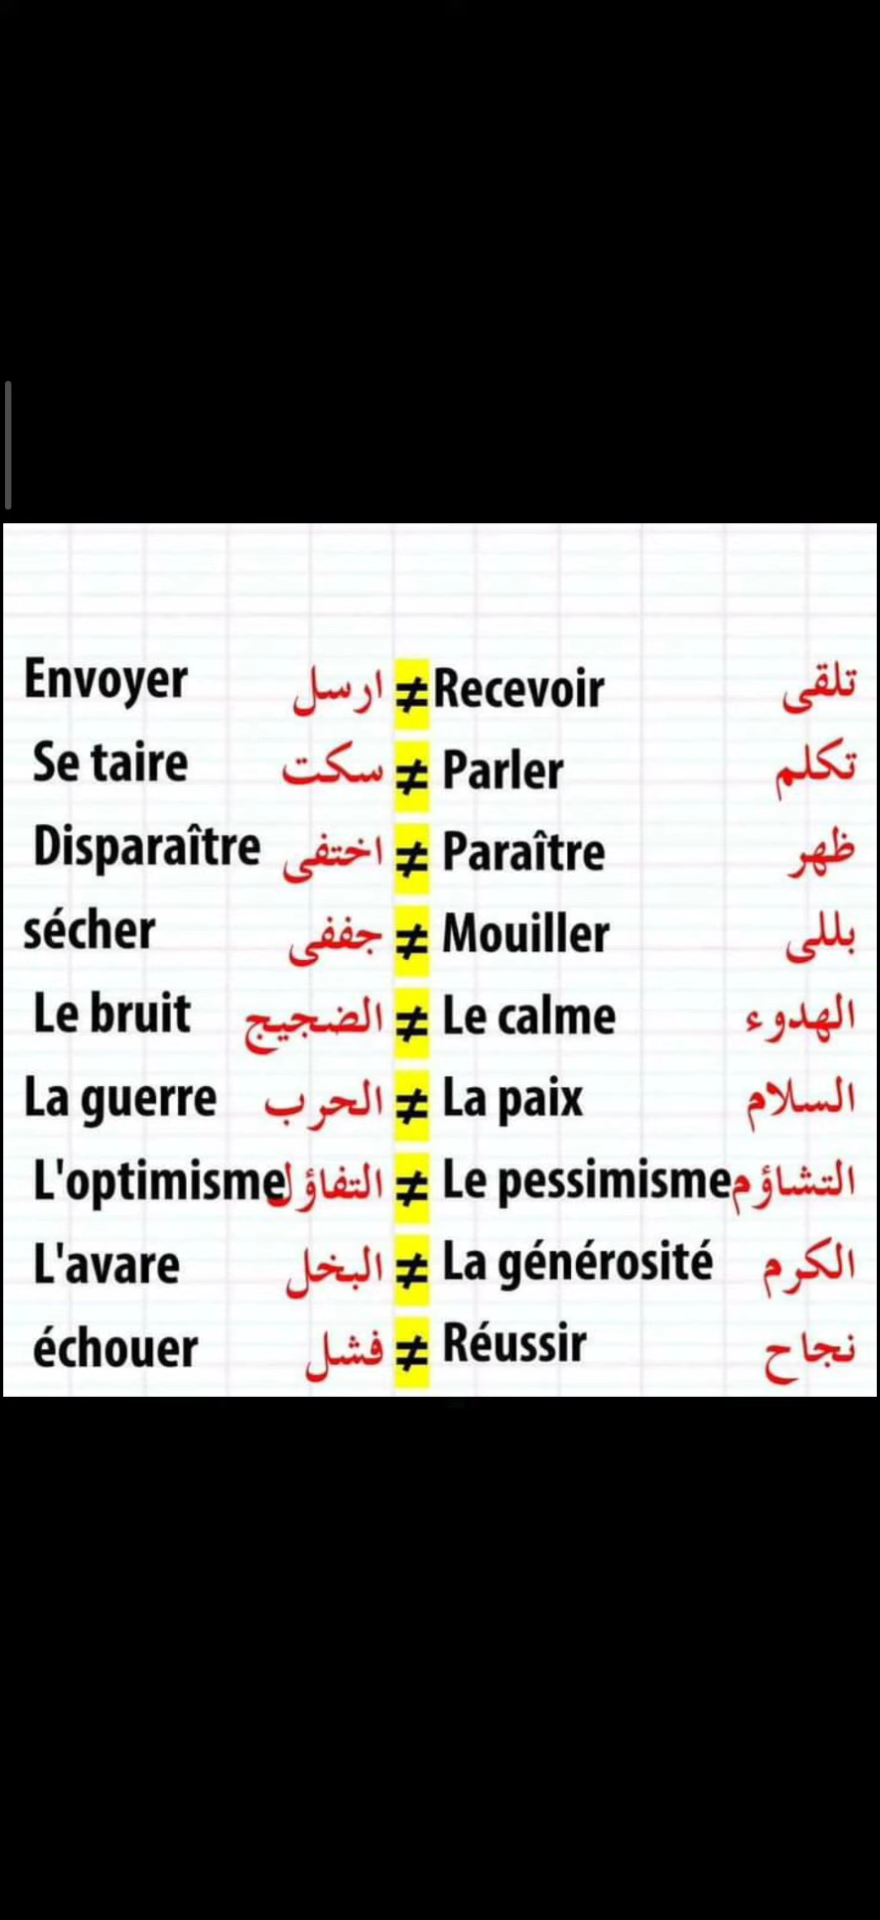 Envoyer ارسل ≠ Recevoir تلقى
Se taire سكت ≠ Parler تكلم
Disparaître اختفى ≠ Paraître ظهر
sécher جففى ≠ Mouiller بللى
Le bruit الضجيج ≠ Le calme الهدوء
La guerre الحرب ≠ La paix السلام
L'optimisme التفاؤل ≠ Le pessimisme التشاؤم
L'avare البخل ≠ La générosité الكرم
échouer فشل ≠ Réussir نجاح